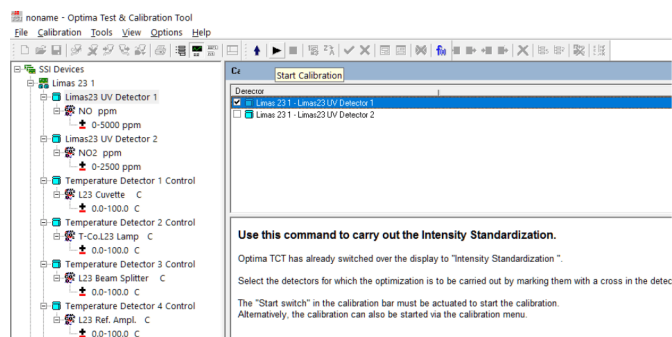 noname - Optima Test & Calibration Tool
File Calibration Tools View Options Help
SSI Devices
Limas 23 1
Limas23 UV Detector 1
NO ppm
0-5000 ppm
Limas23 UV Detector 2
NO2 ppm
0-2500 ppm
Temperature Detector 1 Control
L23 Cuvette C
0.0-100.0 C
Temperature Detector 2 Control
T-Co.L23 Lamp C
0.0-100.0 C
Temperature Detector 3 Control
L23 Beam Splitter C
0.0-100.0 C
Temperature Detector 4 Control
L23 Ref. Ampl. C
0.0-100.0 C
Ca
Start Calibration
Detector
Limas 23 1 - Limas23 UV Detector 1
Limas 23 1 - Limas23 UV Detector 2
Use this command to carry out the Intensity Standardization.
Optima TCT has already switched over the display to "Intensity Standardization ".
Select the detectors for which the optimization is to be carried out by marking them with a cross in the detec
The "Start switch" in the calibration bar must be actuated to start the calibration.
Alternatively, the calibration can also be started via the calibration menu.